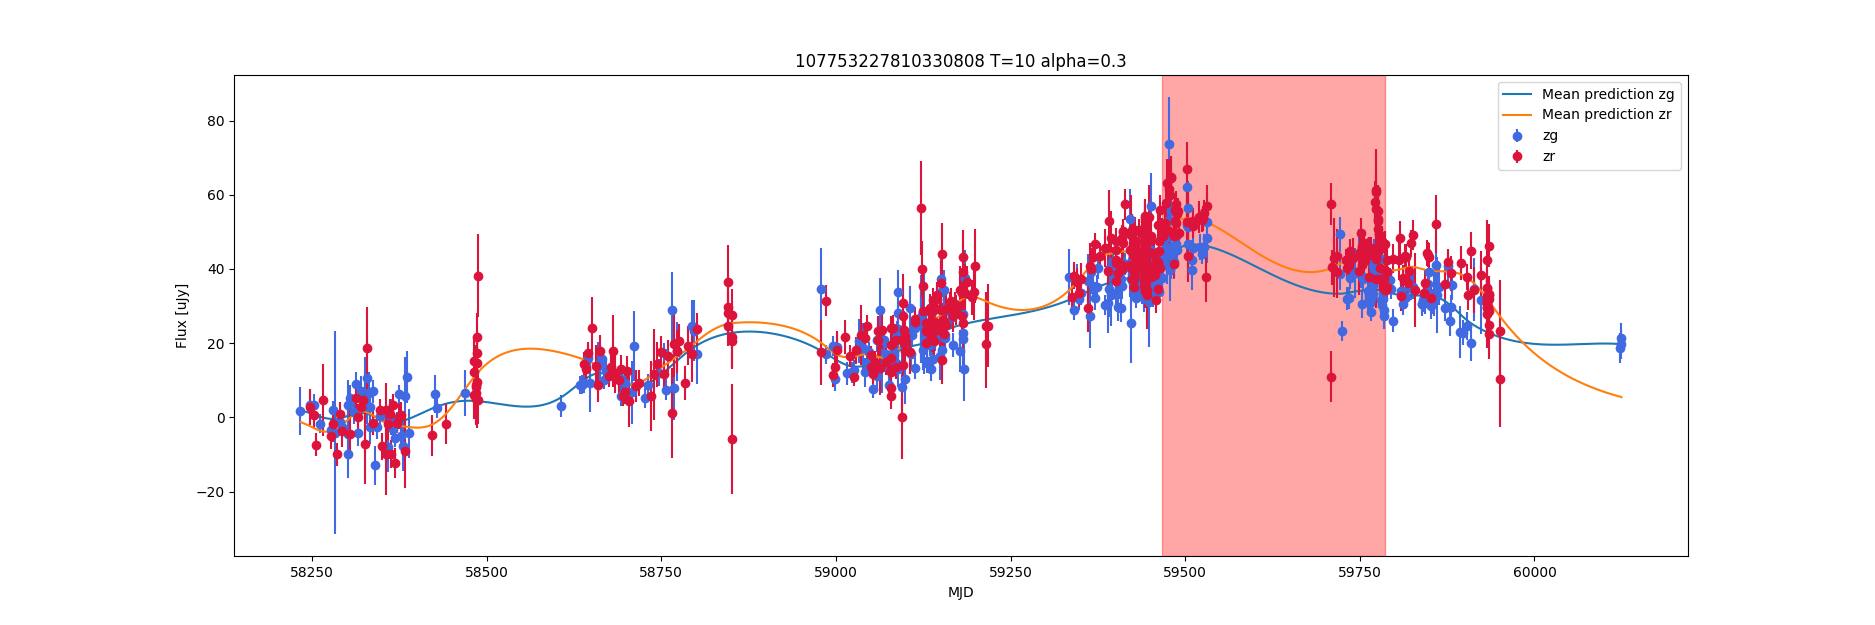 107753227810330808 T=10 alpha=0.3
Mean prediction zg
Mean prediction zr
zg
zr
80
60
40
20
0
−20
Flux [uJy]
58250 58500 58750 59000 59250 59500 59750 60000
MJD